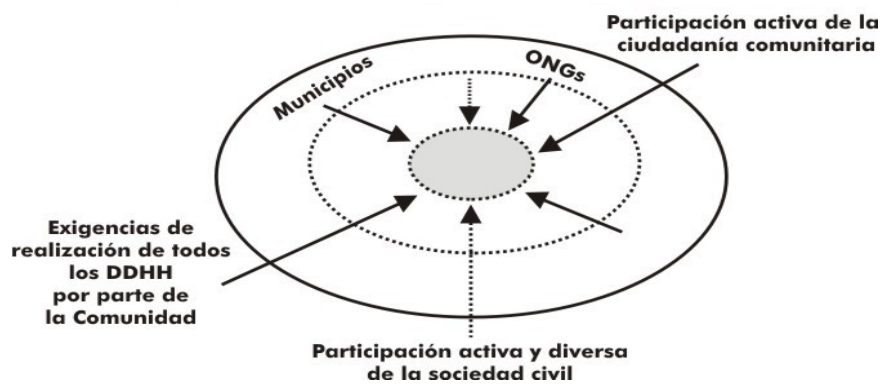 Participación activa de la
ciudadanía comunitaria
Municipios
ONGs
Exigencias de
realización de todos
los DDHH
por parte de
la Comunidad
Participación activa y diversa
de la sociedad civil